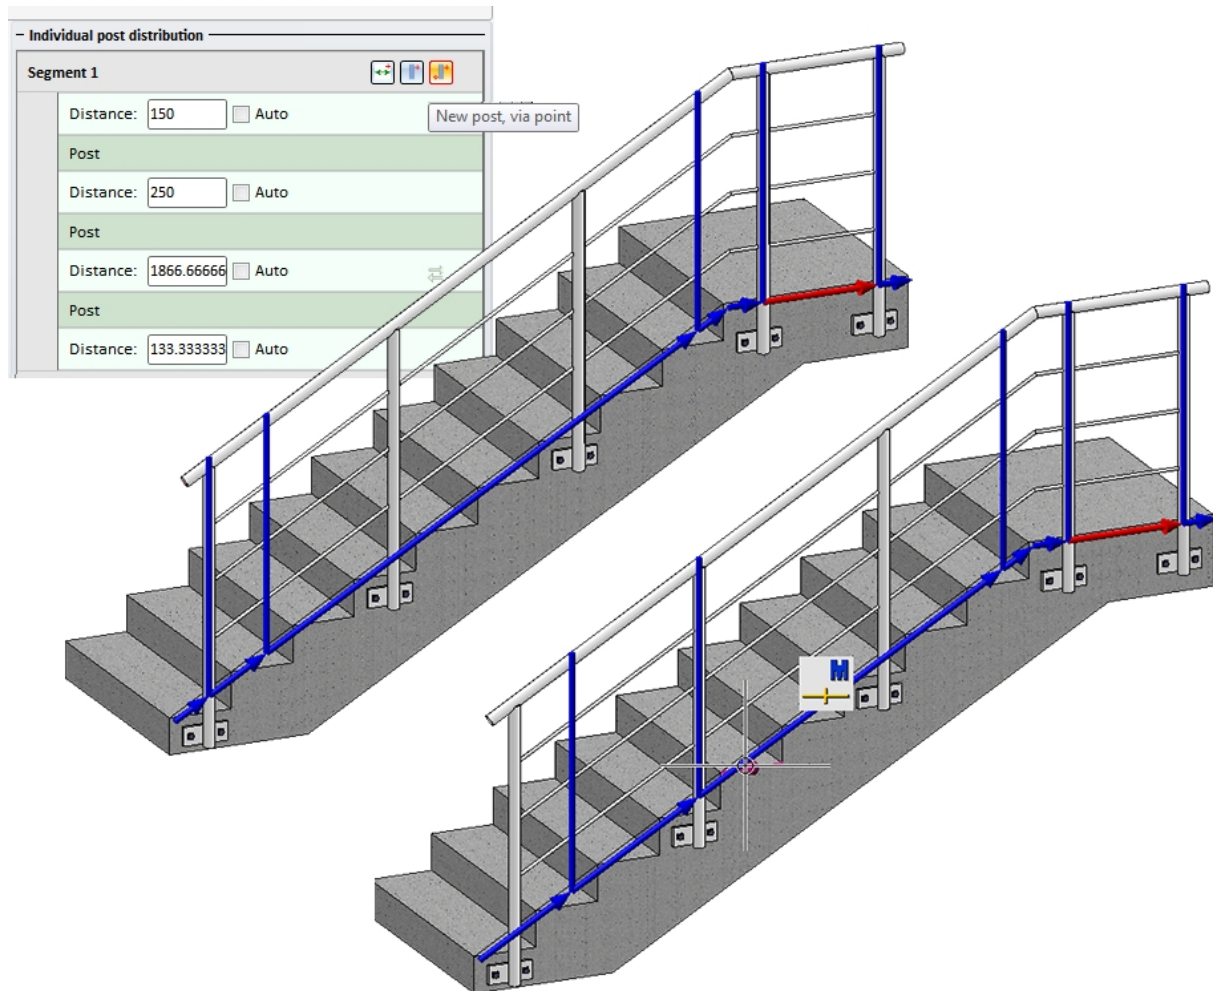 Individual post distribution
Segment 1
Distance: 150 Auto
New post, via point
Post
Distance: 250 Auto
Post
Distance: 1866.66666 Auto
Post
Distance: 133.333333 Auto
M